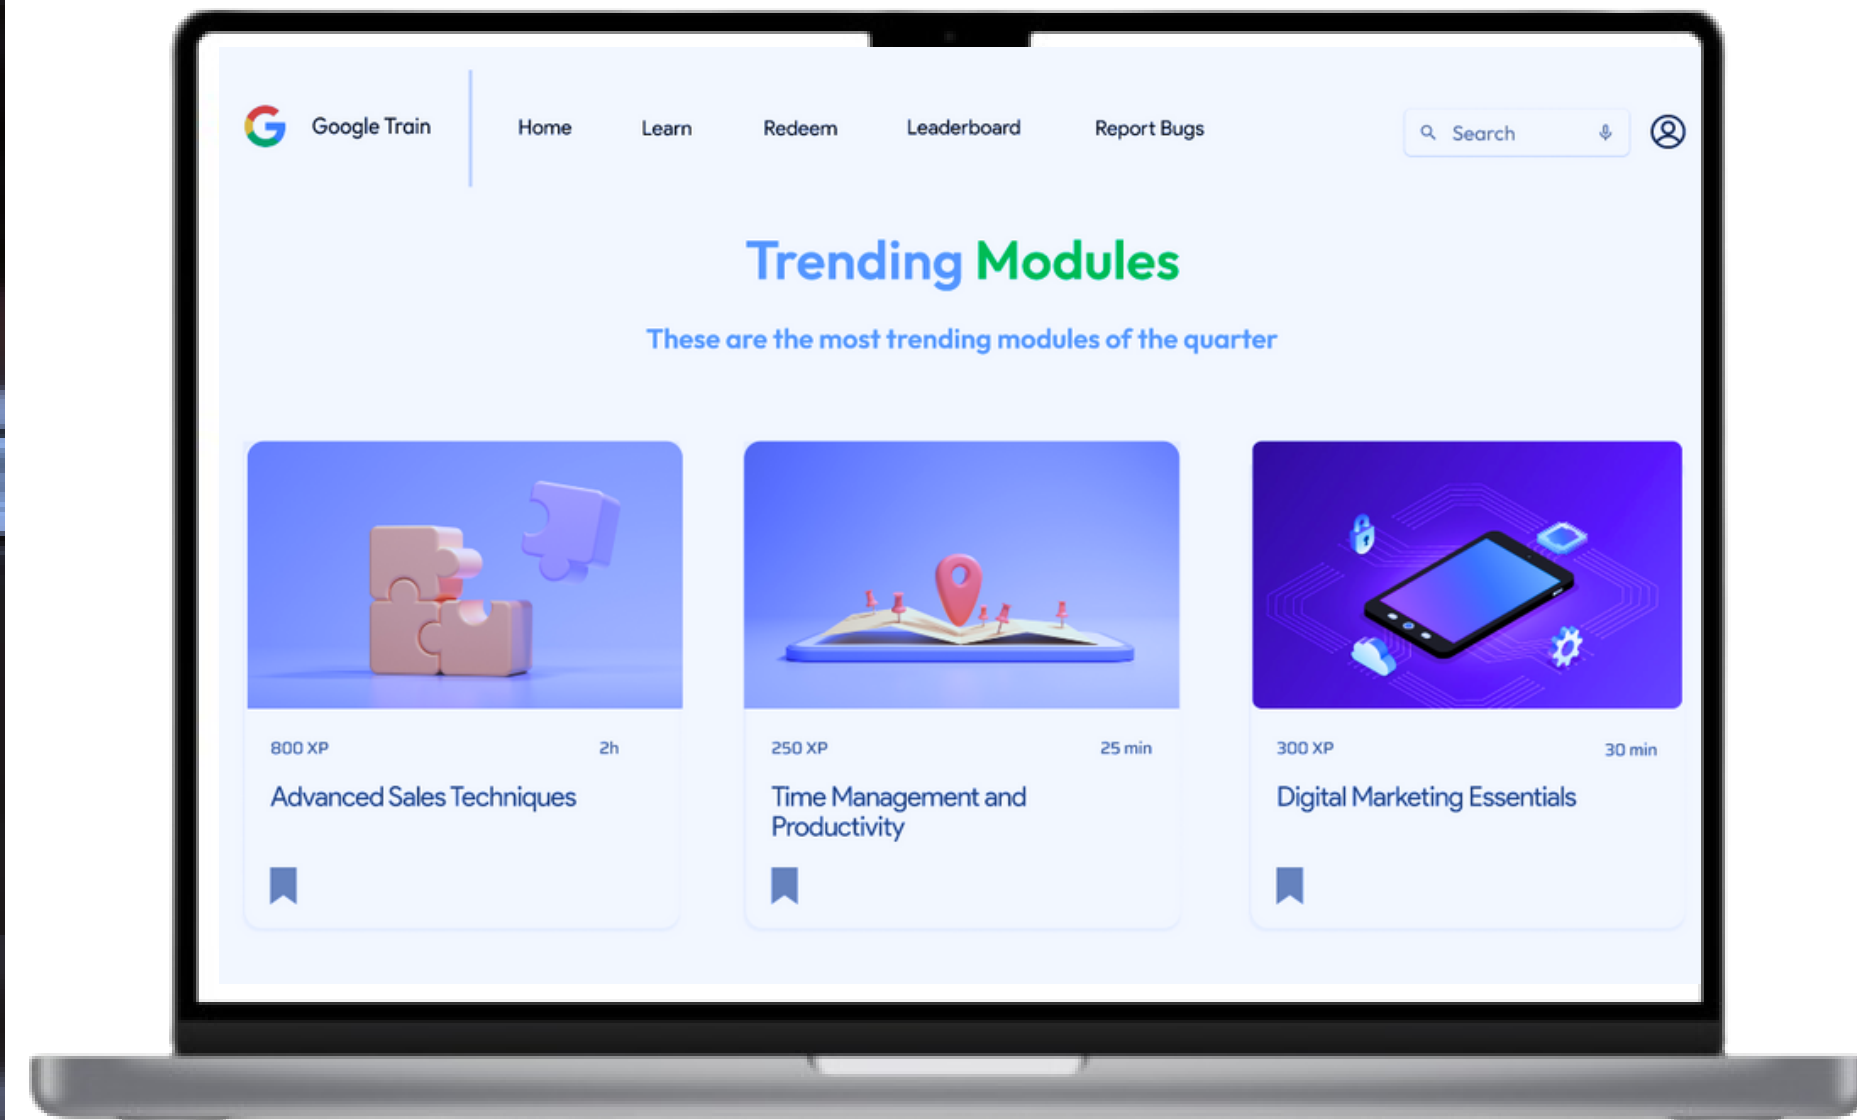 Google Train
Home
Learn
Redeem
Leaderboard
Report Bugs
Search
Trending Modules
These are the most trending modules of the quarter
800 XP
2h
Advanced Sales Techniques
250 XP
25 min
Time Management and
Productivity
300 XP
30 min
Digital Marketing Essentials